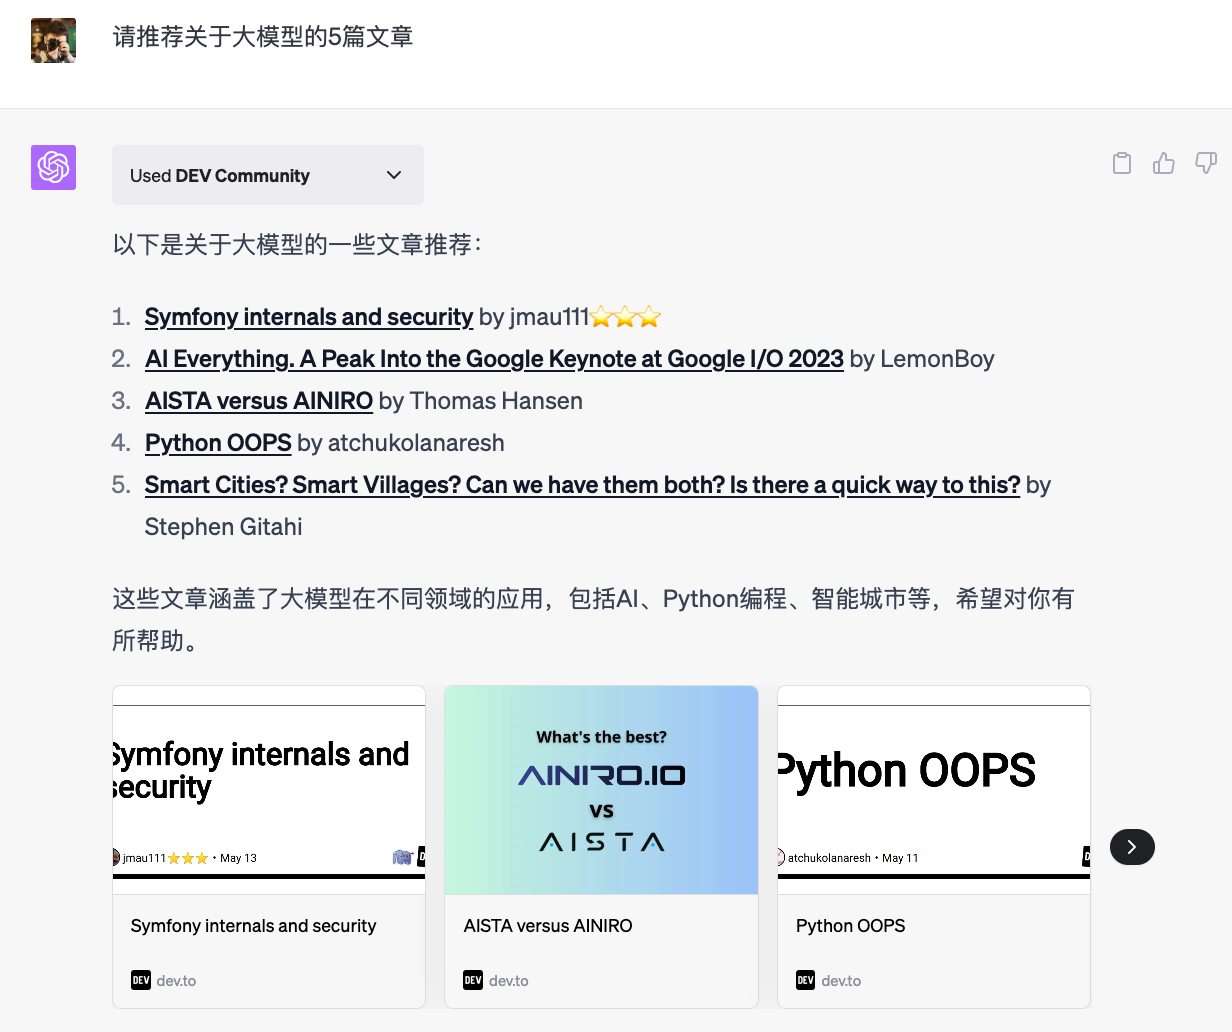 请推荐关于大模型的5篇文章
Used DEV Community
以下是关于大模型的一些文章推荐：
1. Symfony internals and security by jmau111⭐⭐⭐
2. AI Everything. A Peak Into the Google Keynote at Google I/O 2023 by LemonBoy
3. AISTA versus AINIRO by Thomas Hansen
4. Python OOPS by atchukolanaresh
5. Smart Cities? Smart Villages? Can we have them both? Is there a quick way to this? by
Stephen Gitahi
这些文章涵盖了大模型在不同领域的应用，包括AI、Python编程、智能城市等，希望对你有
所帮助。
Symfony internals and
security
jmau111⭐⭐⭐ • May 13
D
Symfony internals and security
DEV dev.to
What's the best?
AINIRO.IO
VS
AISTA
AISTA versus AINIRO
DEV dev.to
Python OOPS
atchukolanaresh • May 11
D
Python OOPS
DEV dev.to